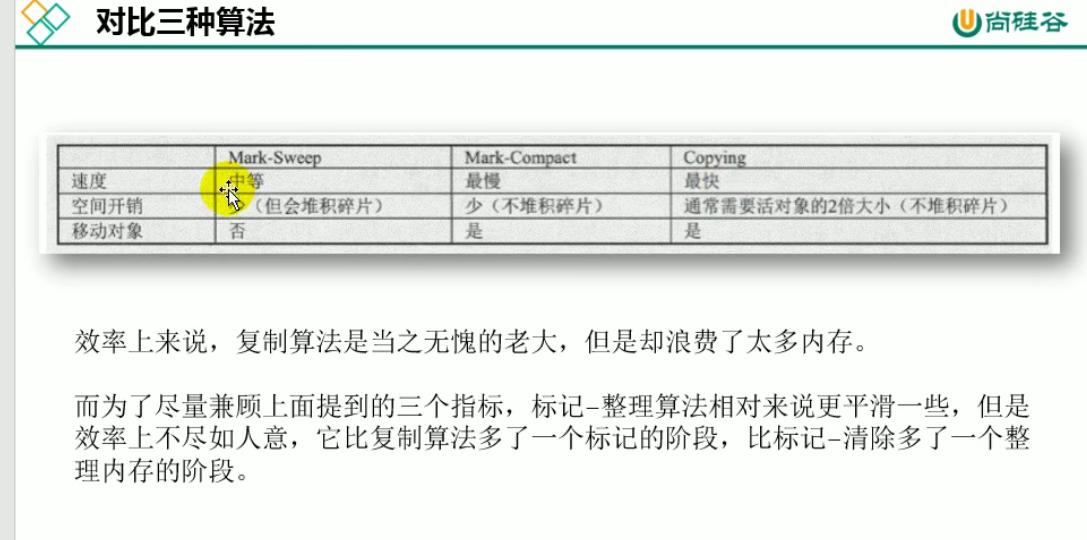 对比三种算法
尚硅谷
Mark-Sweep Mark-Compact Copying
速度 中等 最慢 最快
空间开销 少（但会堆积碎片） 少（不堆积碎片） 通常需要活对象的2倍大小（不堆积碎片）
移动对象 否 是 是
效率上来说，复制算法是当之无愧的老大，但是却浪费了太多内存。
而为了尽量兼顾上面提到的三个指标，标记-整理算法相对来说更平滑一些，但是
效率上不尽如人意，它比复制算法多了一个标记的阶段，比标记-清除多了一个整
理内存的阶段。